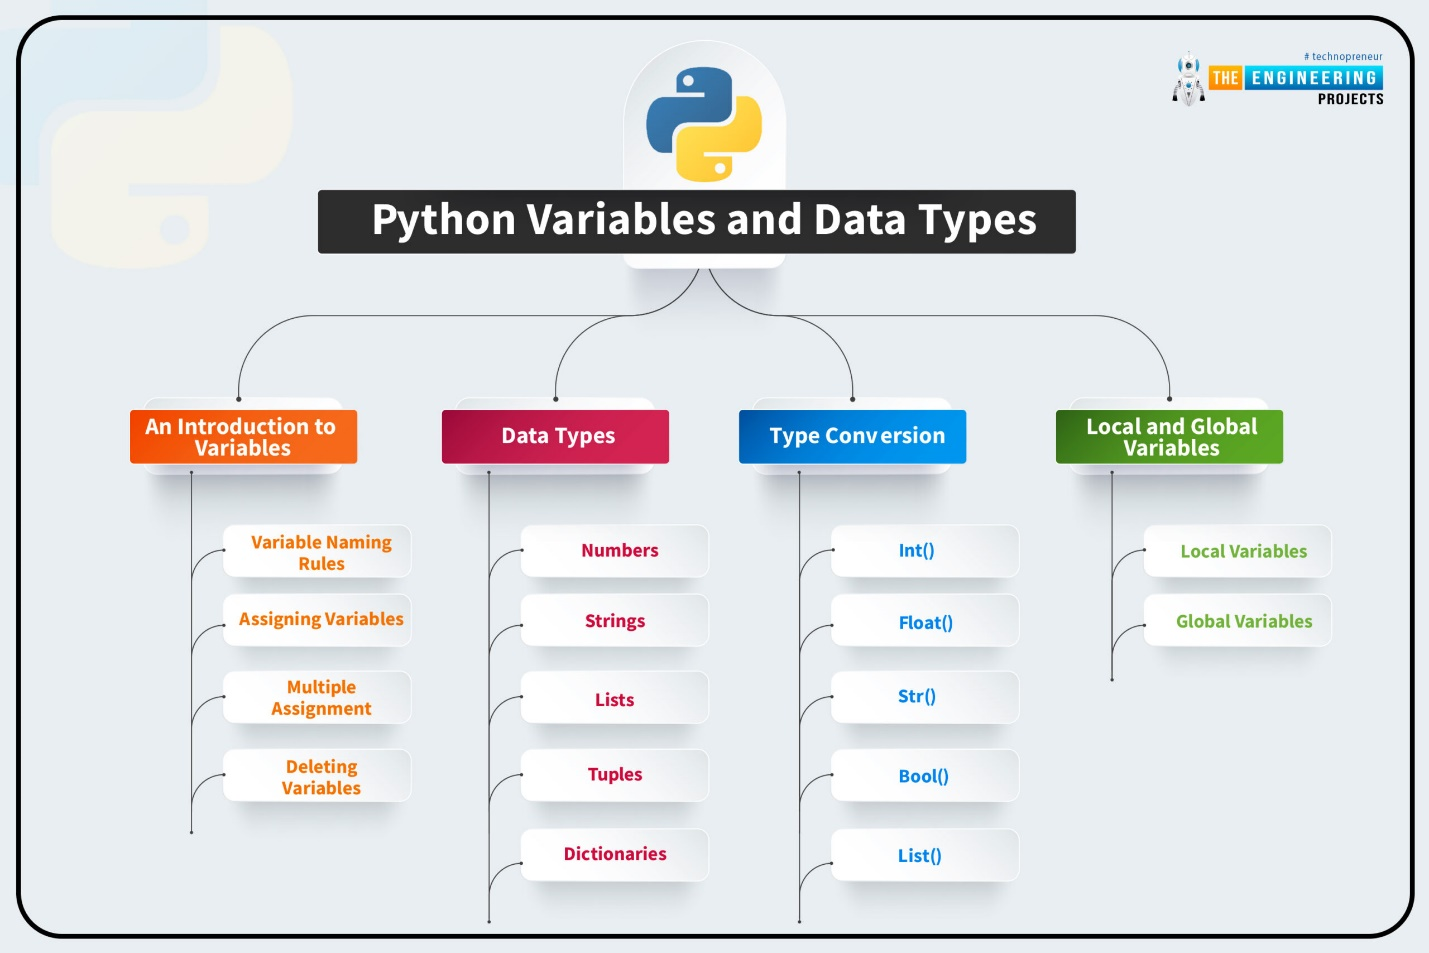 # technopreneur
THE ENGINEERING
PROJECTS
Python Variables and Data Types
An Introduction to
Variables
Variable Naming
Rules
Assigning Variables
Multiple
Assignment
Deleting
Variables
Data Types
Numbers
Strings
Lists
Tuples
Dictionaries
Type Conversion
Int()
Float()
Str()
Bool()
List()
Local and Global
Variables
Local Variables
Global Variables